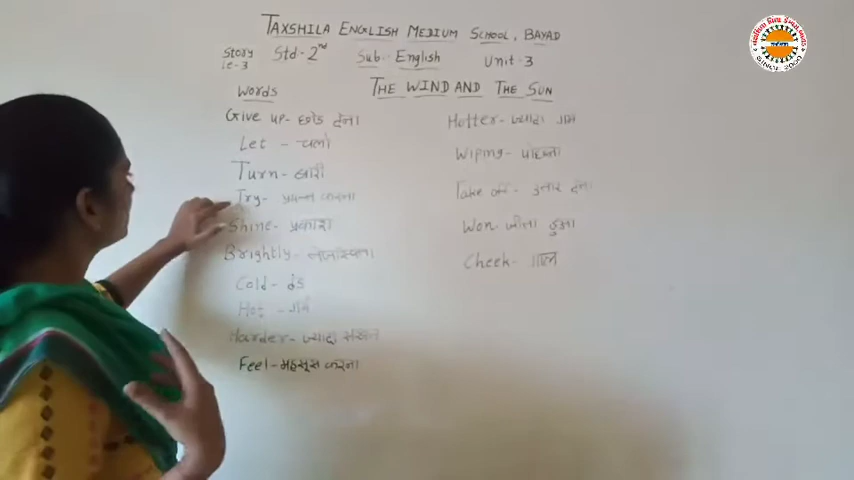 TAXSHILA ENGLISH MEDIUM SCHOOL, BAYAD
Story
Le-3
Std-2nd
Sub-English
Unit-3
THE WIND AND THE SUN
Words
Give up- छोड़ देना
Let - चलो
Turn- बारी
Try- प्रयत्न करना
Shine- प्रकाश
Brightly-
Cold- ठंड
Hot- गर्म
Harder- ज्यादा सख्त
Feel-महसूस करना
Hotter- ज्यादा गर्म
Wiping- पोंछना
Take off- उतार देना
Won- जीता हुआ
Cheek- गाल